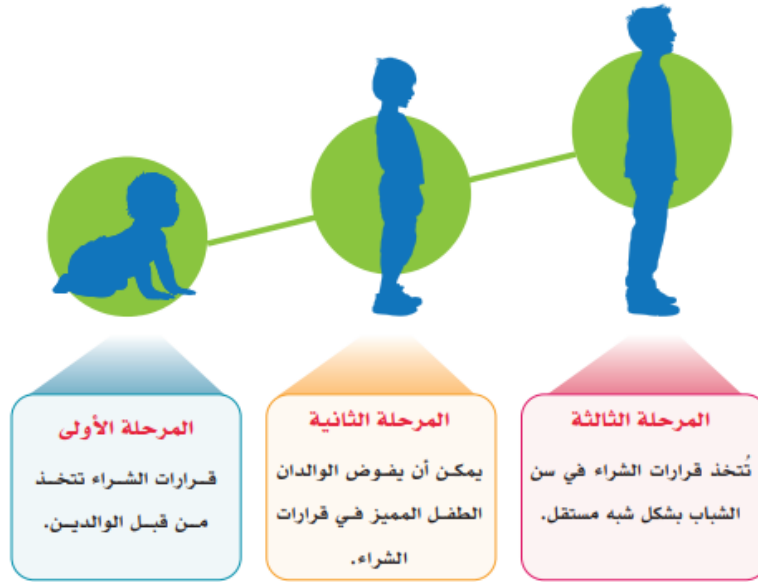 المرحلة الأولى
قرارات الشراء تتخذ
من قبل الوالدين.
المرحلة الثانية
يمكن أن يفوض الوالدان
الطفل المميز في قرارات
الشراء.
المرحلة الثالثة
تُتخذ قرارات الشراء في سن
الشباب بشكل شبه مستقل.